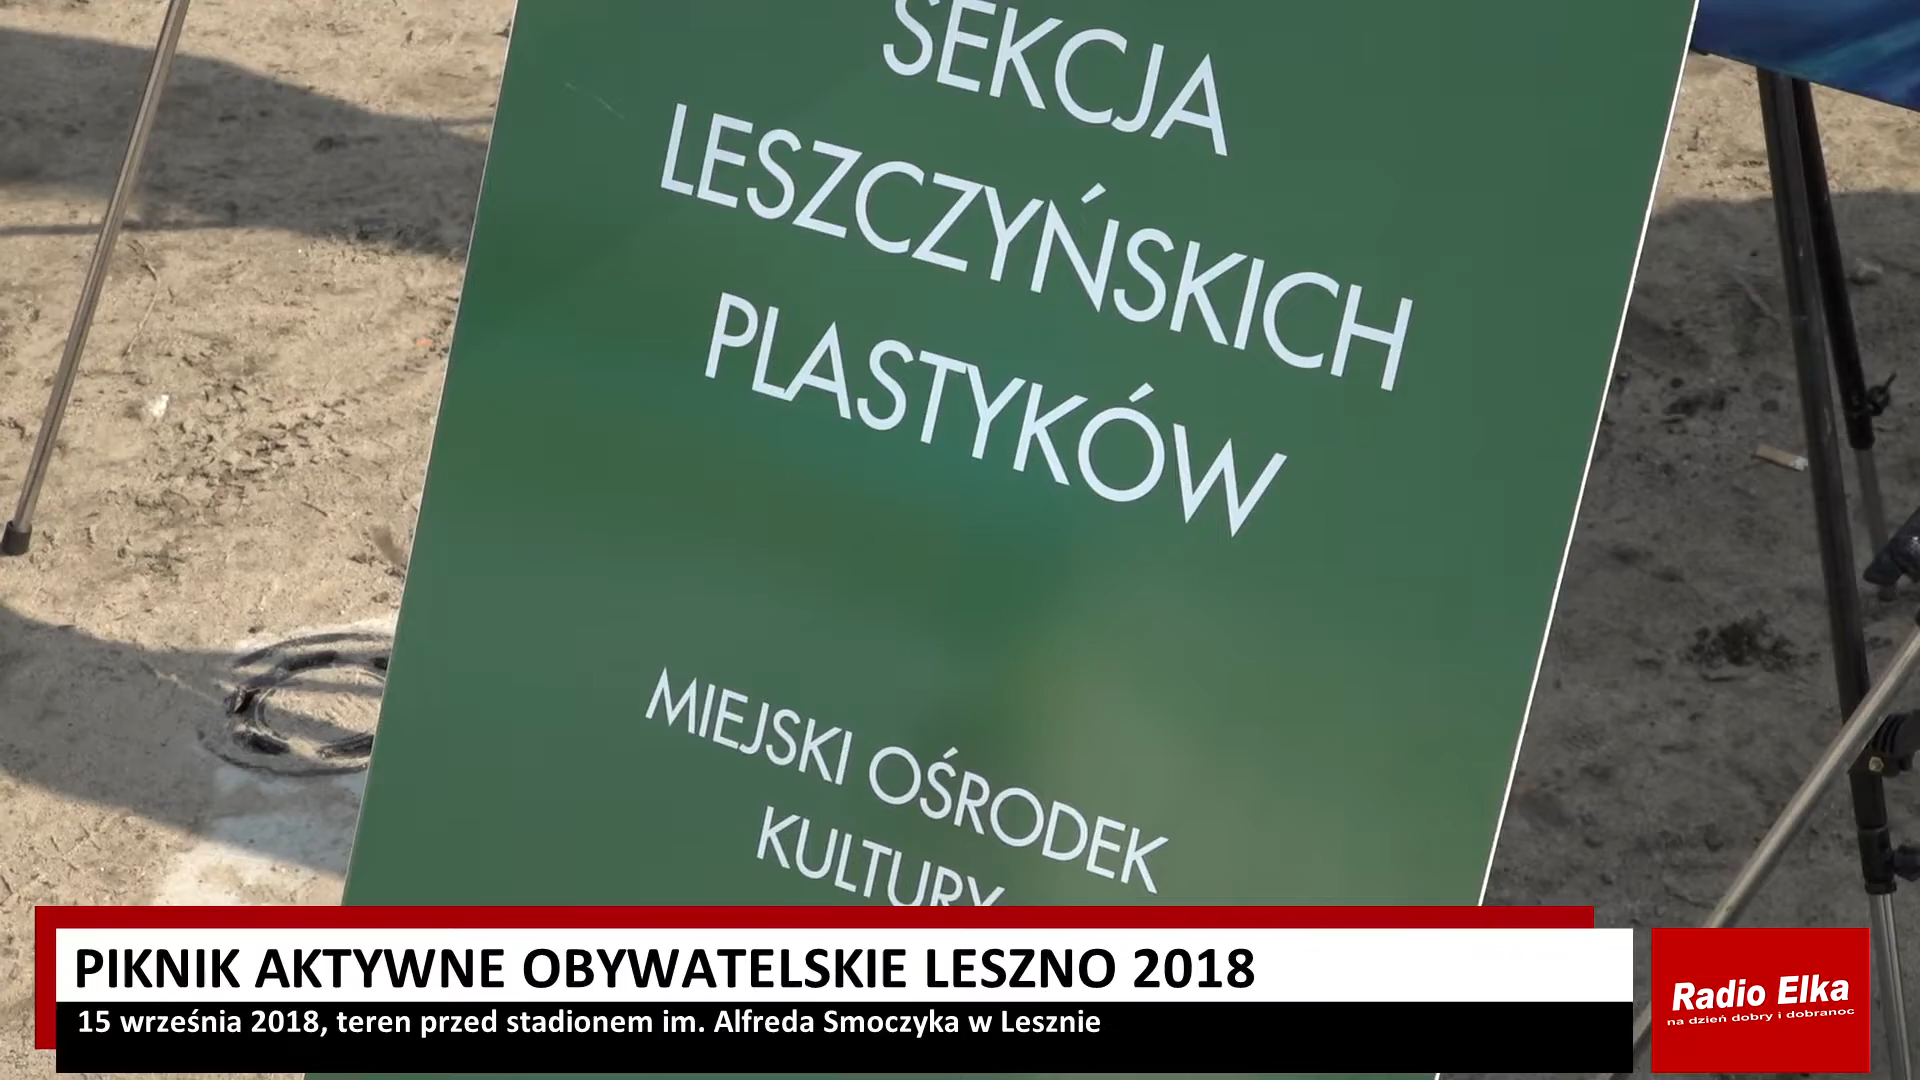 SEKCJA
LESZCZYŃSKICH
PLASTYKÓW
MIEJSKI OŚRODEK
KULTURY
PIKNIK AKTYWNE OBYWATELSKIE LESZNO 2018
15 września 2018, teren przed stadionem im. Alfreda Smoczyka w Lesznie
Radio Elka
na dzień dobry i dobranoc